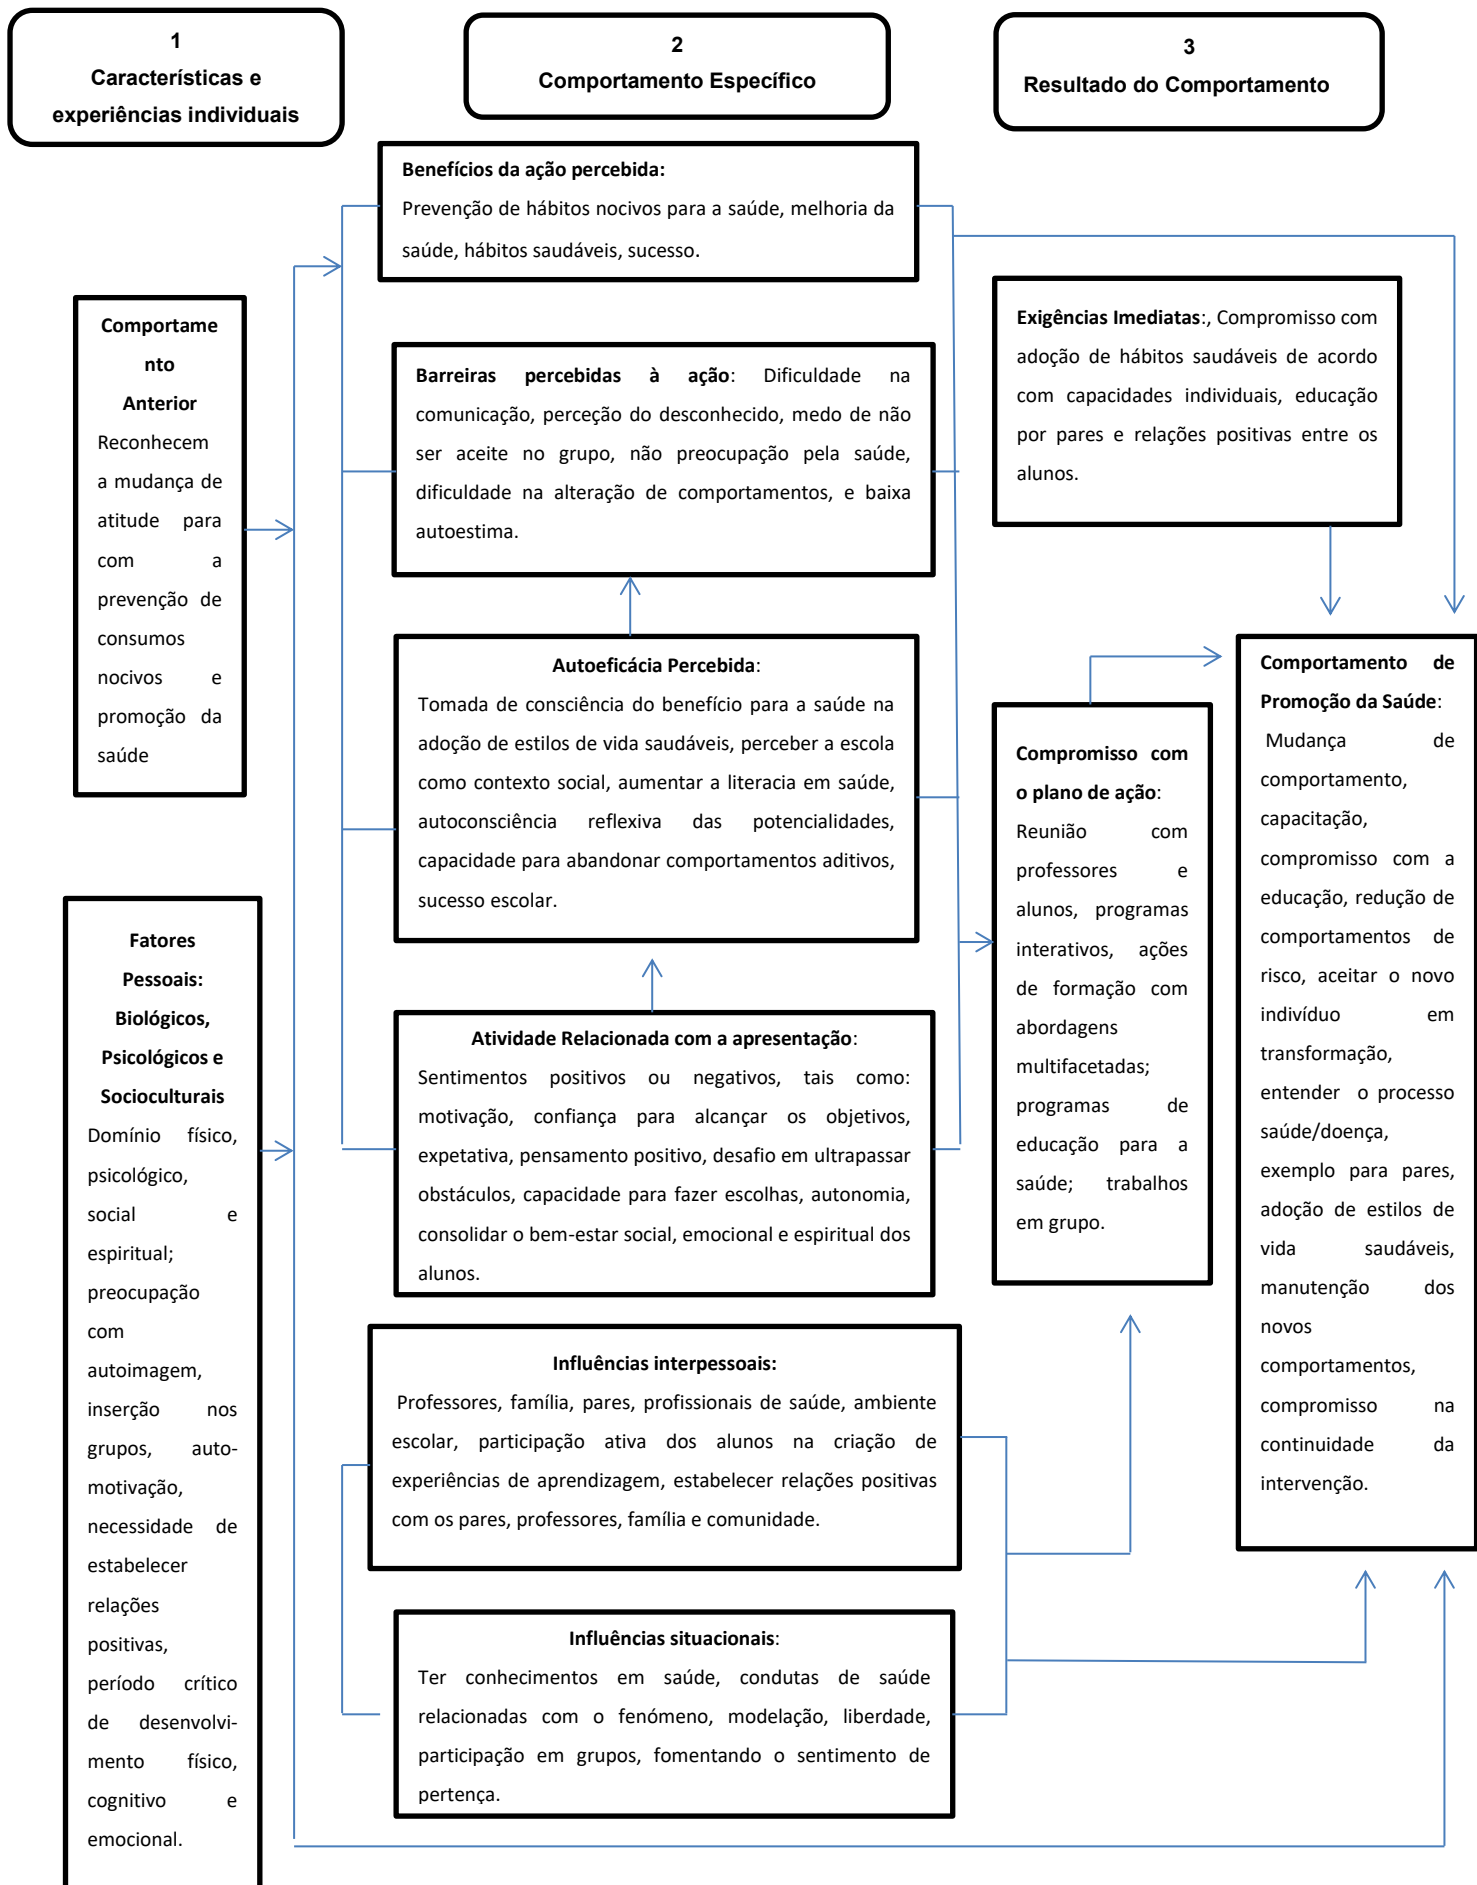 1
Características e
experiências individuais
2
Comportamento Específico
3
Resultado do Comportamento
Comportame
nto
Anterior
Reconhecem
a mudança de
atitude para
com a
prevenção de
consumos
nocivos e
promoção da
saúde
Fatores
Pessoais:
Biológicos,
Psicológicos e
Socioculturais
Domínio físico,
psicológico,
social e
espiritual;
preocupação
com
autoimagem,
inserção nos
grupos, auto-
motivação,
necessidade de
estabelecer
relações
positivas,
período crítico
de desenvolvi-
mento físico,
cognitivo e
emocional.
Benefícios da ação percebida:
Prevenção de hábitos nocivos para a saúde, melhoria da
saúde, hábitos saudáveis, sucesso.
Barreiras percebidas à ação: Dificuldade na
comunicação, perceção do desconhecido, medo de não
ser aceite no grupo, não preocupação pela saúde,
dificuldade na alteração de comportamentos, e baixa
autoestima.
Autoeficácia Percebida:
Tomada de consciência do benefício para a saúde na
adoção de estilos de vida saudáveis, perceber a escola
como contexto social, aumentar a literacia em saúde,
autoconsciência reflexiva das potencialidades,
capacidade para abandonar comportamentos aditivos,
sucesso escolar.
Atividade Relacionada com a apresentação:
Sentimentos positivos ou negativos, tais como:
motivação, confiança para alcançar os objetivos,
expetativa, pensamento positivo, desafio em ultrapassar
obstáculos, capacidade para fazer escolhas, autonomia,
consolidar o bem-estar social, emocional e espiritual dos
alunos.
Influências interpessoais:
Professores, família, pares, profissionais de saúde, ambiente
escolar, participação ativa dos alunos na criação de
experiências de aprendizagem, estabelecer relações positivas
com os pares, professores, família e comunidade.
Influências situacionais:
Ter conhecimentos em saúde, condutas de saúde
relacionadas com o fenómeno, modelação, liberdade,
participação em grupos, fomentando o sentimento de
pertença.
Exigências Imediatas:, Compromisso com
adoção de hábitos saudáveis de acordo
com capacidades individuais, educação
por pares e relações positivas entre os
alunos.
Compromisso com
o plano de ação:
Reunião com
professores e
alunos, programas
interativos, ações
de formação com
abordagens
multifacetadas;
programas de
educação para a
saúde; trabalhos
em grupo.
Comportamento de
Promoção da Saúde:
Mudança de
comportamento,
capacitação,
compromisso com a
educação, redução de
comportamentos de
risco, aceitar o novo
indivíduo em
transformação,
entender o processo
saúde/doença,
exemplo para pares,
adoção de estilos de
vida saudáveis,
manutenção dos
novos
comportamentos,
compromisso na
continuidade da
intervenção.